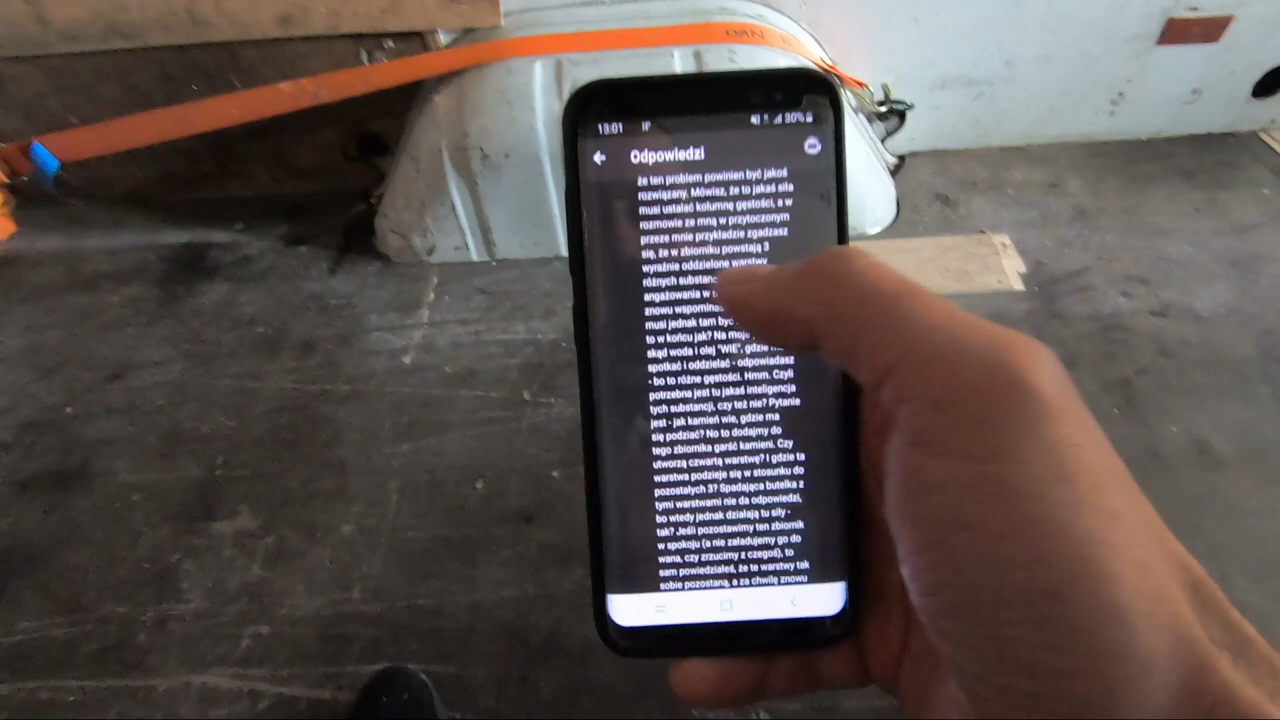 DAN
13:01
30%
Odpowiedzi
że ten problem powinien być jakoś
rozwiązany. Mówisz, że to jakaś siła
musi ustalać kolumnę gęstości, a w
rozmowie ze mną w przytoczonym
przeze mnie przykładzie zgadzasz
się, że w zbiorniku powstają 3
wyraźnie oddzielone warstwy
różnych substanc
angażowania w
znowu wspomina
musi jednak tam być
to w końcu jak? Na moje
skąd woda i olej "WIE", gdzie
spotkać i oddzielać - odpowiadasz
- bo to różne gęstości. Hmm. Czyli
potrzebna jest tu jakaś inteligencja
tych substancji, czy też nie? Pytanie
jest - jak kamień wie, gdzie ma
się podziać? No to dodajmy do
tego zbiornika garść kamieni. Czy
utworzą czwartą warstwę? I gdzie ta
warstwa podzieje się w stosunku do
pozostałych 3? Spadająca butelka z
tymi warstwami nie da odpowiedzi,
bo wtedy jednak działają tu siły -
tak? Jeśli pozostawimy ten zbiornik
w spokoju (a nie załadujemy go do
wana, czy zrzucimy z czegoś), to
sam powiedziałeś, że te warstwy tak
sobie pozostaną, a za chwilę znowu